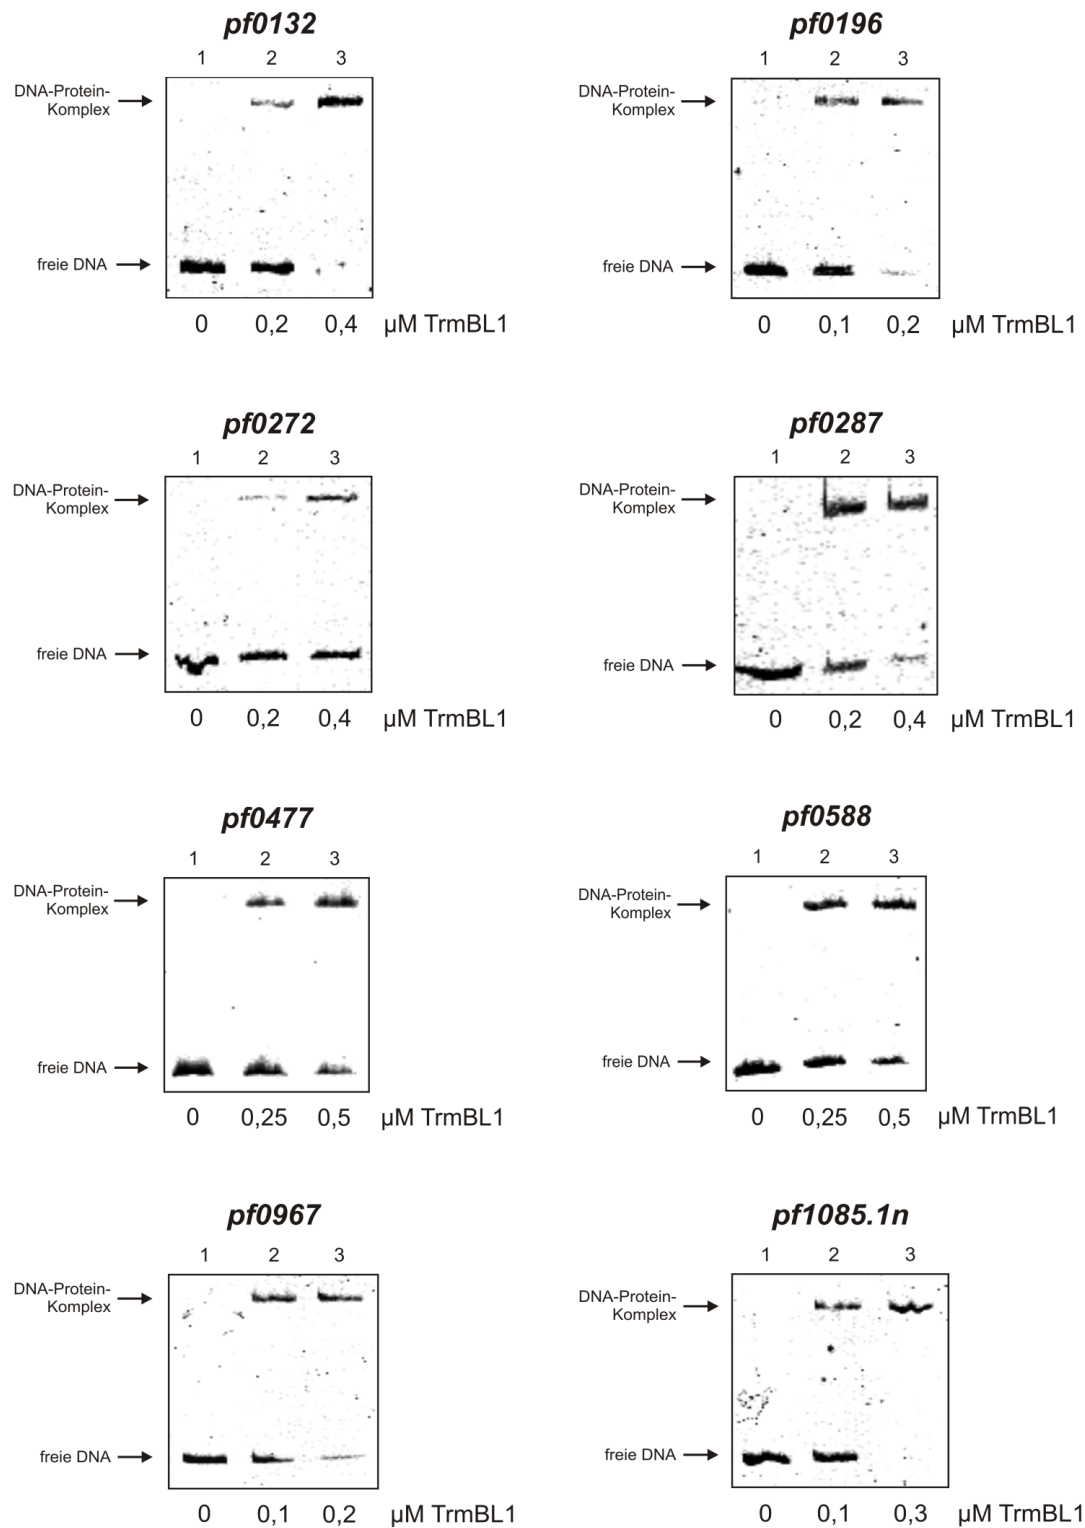 pf0132
1 2 3
DNA-Protein-
Komplex
freie DNA
0 0,2 0,4 µM TrmBL1
pf0196
1 2 3
DNA-Protein-
Komplex
freie DNA
0 0,1 0,2 µM TrmBL1
pf0272
1 2 3
DNA-Protein-
Komplex
freie DNA
0 0,2 0,4 µM TrmBL1
pf0287
1 2 3
DNA-Protein-
Komplex
freie DNA
0 0,2 0,4 µM TrmBL1
pf0477
1 2 3
DNA-Protein-
Komplex
freie DNA
0 0,25 0,5 µM TrmBL1
pf0588
1 2 3
DNA-Protein-
Komplex
freie DNA
0 0,25 0,5 µM TrmBL1
pf0967
1 2 3
DNA-Protein-
Komplex
freie DNA
0 0,1 0,2 µM TrmBL1
pf1085.1n
1 2 3
DNA-Protein-
Komplex
freie DNA
0 0,1 0,3 µM TrmBL1